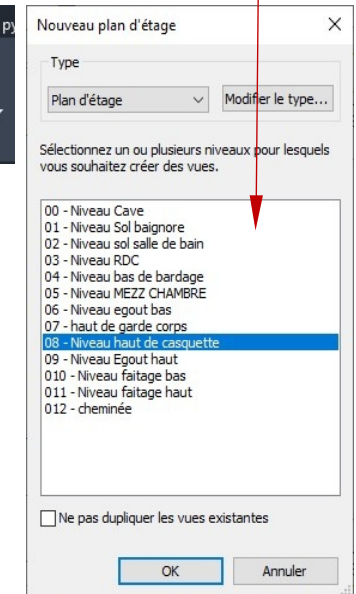 py
Nouveau plan d'étage
Type
Plan d'étage
Modifier le type...
Sélectionnez un ou plusieurs niveaux pour lesquels
vous souhaitez créer des vues.
00 - Niveau Cave
01 - Niveau Sol baignore
02 - Niveau sol salle de bain
03 - Niveau RDC
04 - Niveau bas de bardage
05 - Niveau MEZZ CHAMBRE
06 - Niveau egout bas
07 - haut de garde corps
08 - Niveau haut de casquette
09 - Niveau Egout haut
010 - Niveau faitage bas
011 - Niveau faitage haut
012 - cheminée
Ne pas dupliquer les vues existantes
OK
Annuler